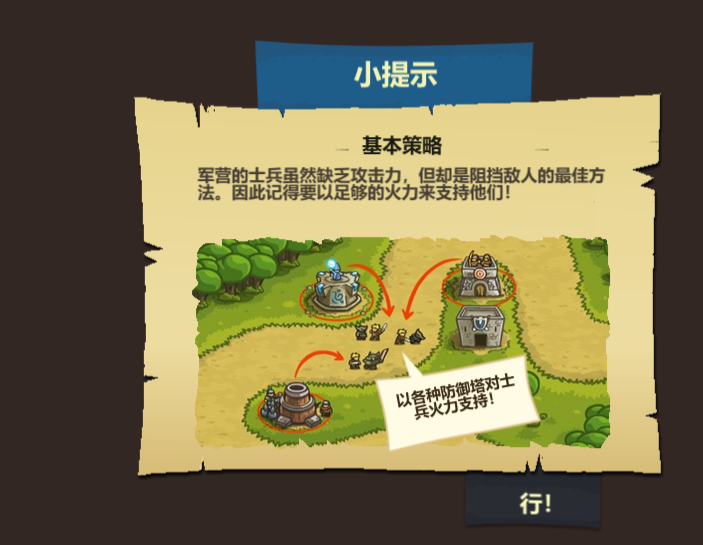 小提示
基本策略
军营的士兵虽然缺乏攻击力，但却是阻挡敌人的最佳方
法。因此记得要以足够的火力来支持他们！
以各种防御塔对士
兵火力支持！
行！